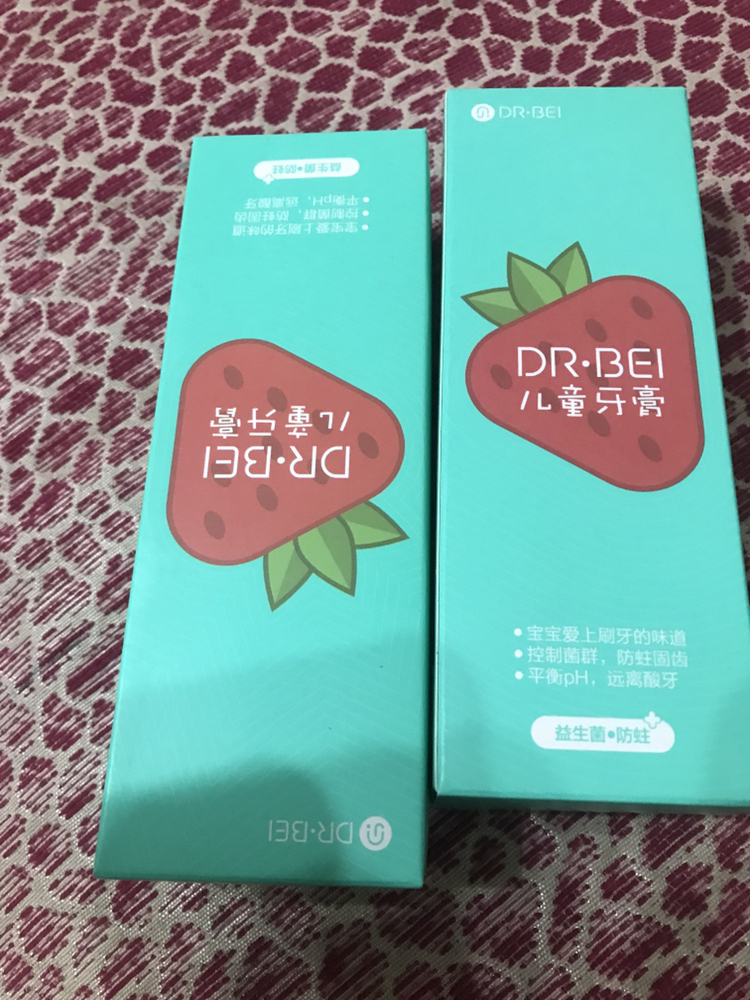 益生菌•防蛀
• 平衡pH，远离酸牙
• 控制菌群，防蛀固齿
• 宝宝爱上刷牙的味道
DR•BEI
儿童牙膏
DR•BEI
DR•BEI
DR•BEI
儿童牙膏
• 宝宝爱上刷牙的味道
• 控制菌群，防蛀固齿
• 平衡pH，远离酸牙
益生菌•防蛀